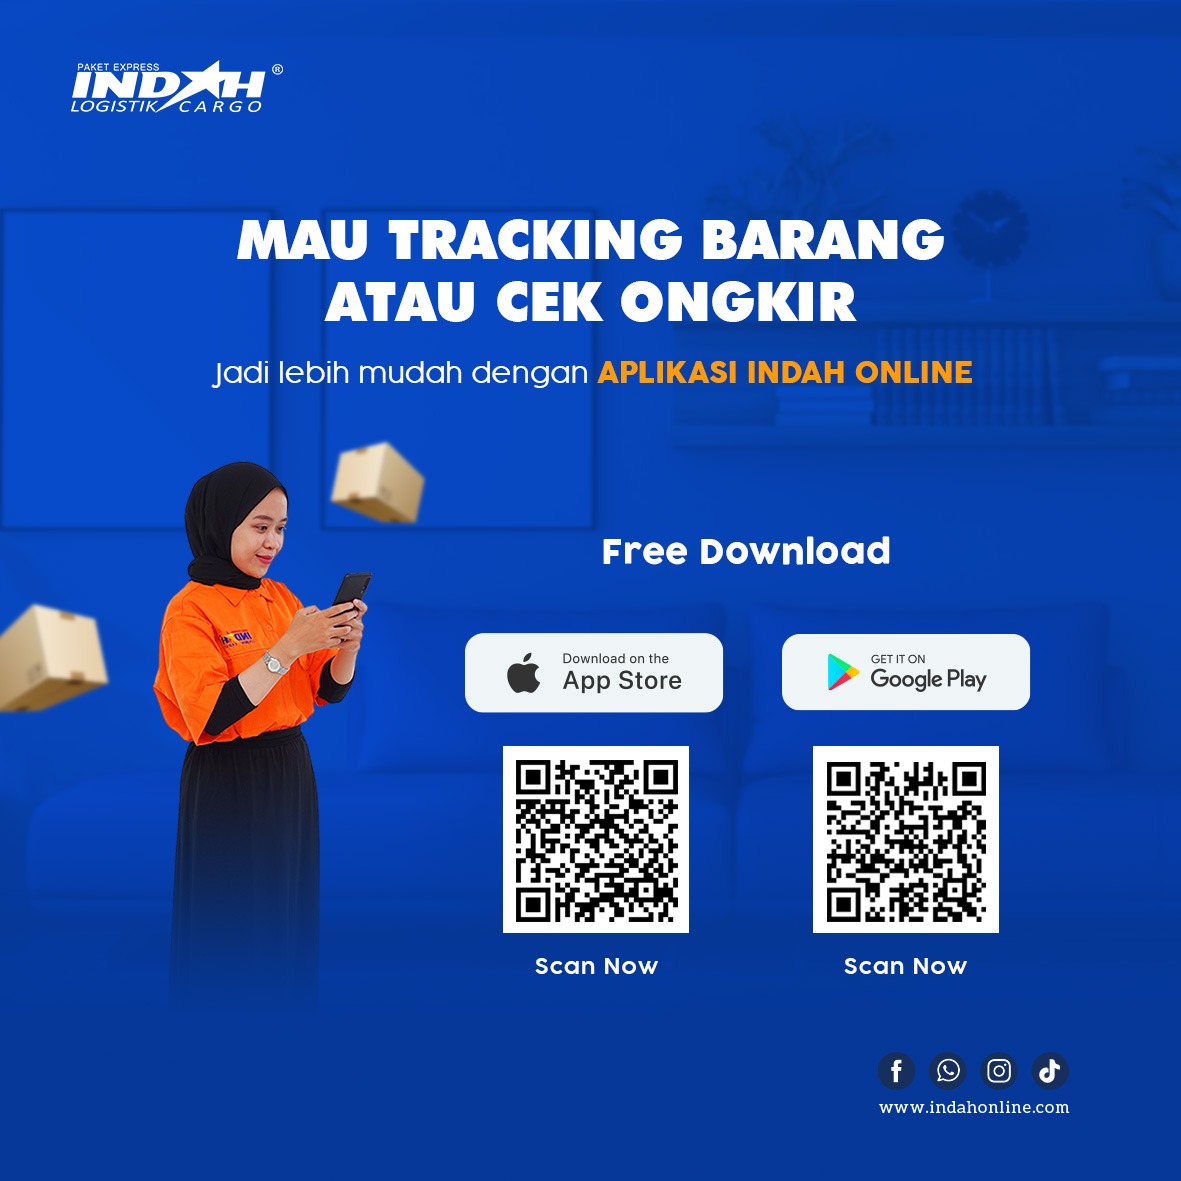 PAKET EXPRESS
INDAH ®
LOGISTIK CARGO
MAU TRACKING BARANG
ATAU CEK ONGKIR
Jadi lebih mudah dengan APLIKASI INDAH ONLINE
Free Download
Download on the
App Store
GET IT ON
Google Play
Scan Now
Scan Now
www.indahonline.com